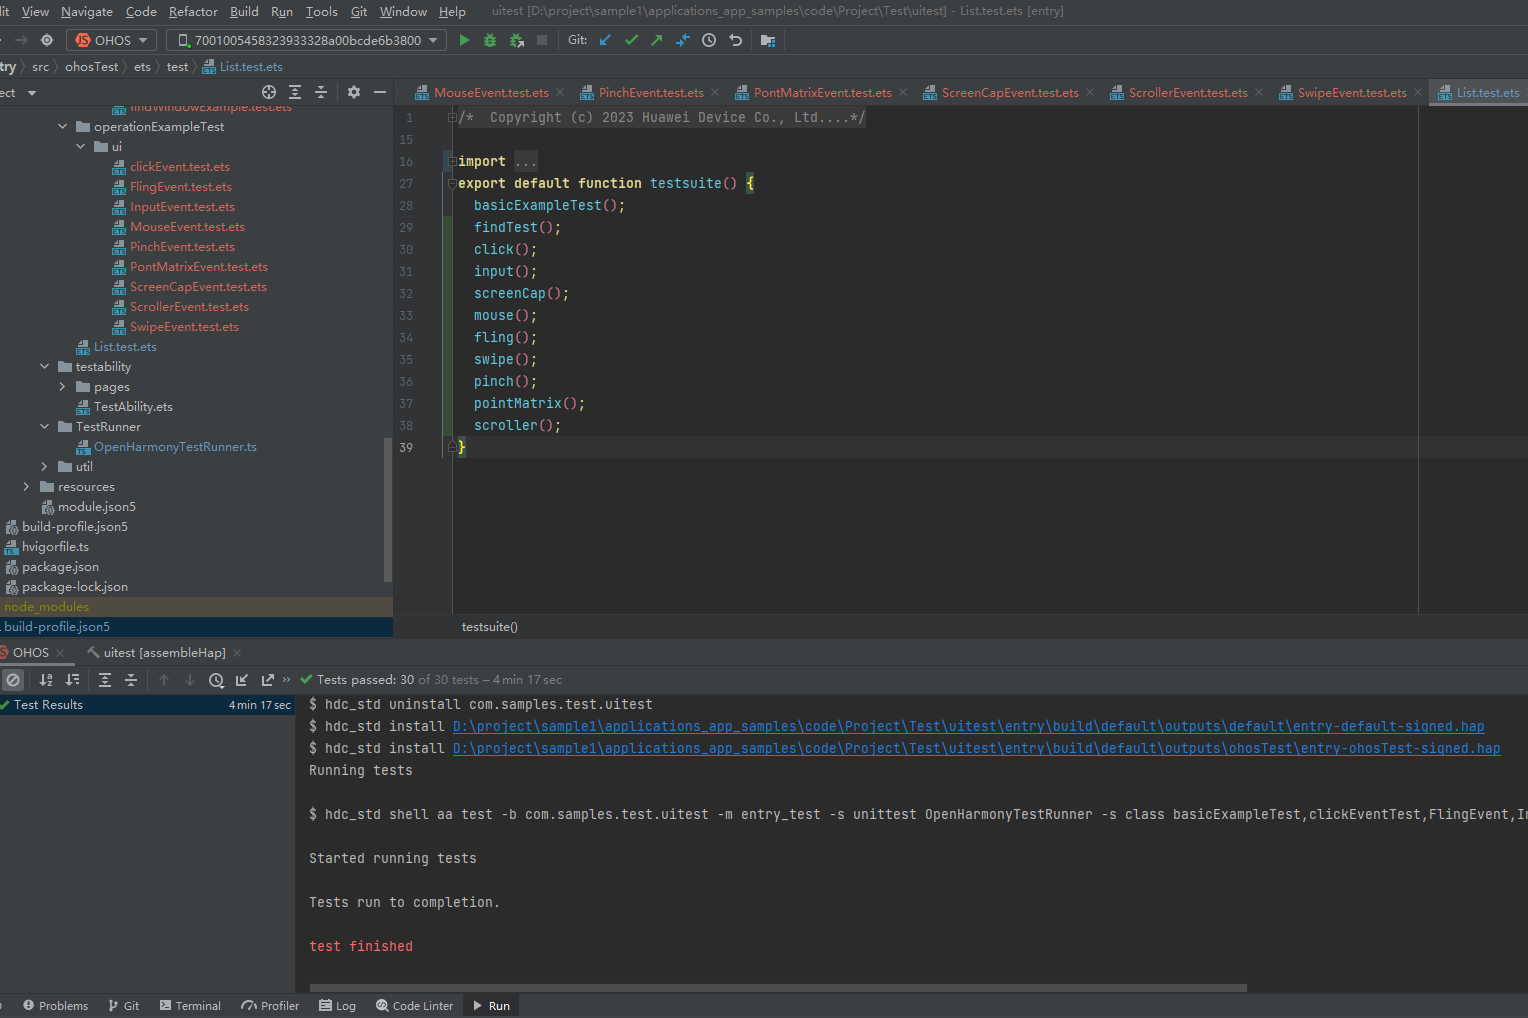 lit View Navigate Code Refactor Build Run Tools Git Window Help uitest [D:\project\sample1\applications_app_samples\code\Project\Test\uitest] - List.test.ets [entry]
OHOS 7001005458323933328a00bcde6b3800 Git:
try src ohosTest ets test List.test.ets
ect MouseEvent.test.ets PinchEvent.test.ets PontMatrixEvent.test.ets ScreenCapEvent.test.ets ScrollerEvent.test.ets SwipeEvent.test.ets List.test.ets
findWindowExample.test.ets
operationExampleTest
ui
clickEvent.test.ets
FlingEvent.test.ets
InputEvent.test.ets
MouseEvent.test.ets
PinchEvent.test.ets
PontMatrixEvent.test.ets
ScreenCapEvent.test.ets
ScrollerEvent.test.ets
SwipeEvent.test.ets
List.test.ets
testability
pages
TestAbility.ets
TestRunner
OpenHarmonyTestRunner.ts
util
resources
module.json5
build-profile.json5
hvigorfile.ts
package.json
package-lock.json
node_modules
build-profile.json5
1 /* Copyright (c) 2023 Huawei Device Co., Ltd....*/
15
16 import ...
27 export default function testsuite() {
28 basicExampleTest();
29 findTest();
30 click();
31 input();
32 screenCap();
33 mouse();
34 fling();
35 swipe();
36 pinch();
37 pointMatrix();
38 scroller();
39 }
testsuite()
OHOS uitest [assembleHap]
Tests passed: 30 of 30 tests – 4 min 17 sec
Test Results 4 min 17 sec
$ hdc_std uninstall com.samples.test.uitest
$ hdc_std install D:\project\sample1\applications_app_samples\code\Project\Test\uitest\entry\build\default\outputs\default\entry-default-signed.hap
$ hdc_std install D:\project\sample1\applications_app_samples\code\Project\Test\uitest\entry\build\default\outputs\ohosTest\entry-ohosTest-signed.hap
Running tests
$ hdc_std shell aa test -b com.samples.test.uitest -m entry_test -s unittest OpenHarmonyTestRunner -s class basicExampleTest,clickEventTest,FlingEvent,In
Started running tests
Tests run to completion.
test finished
Problems Git Terminal Profiler Log Code Linter Run